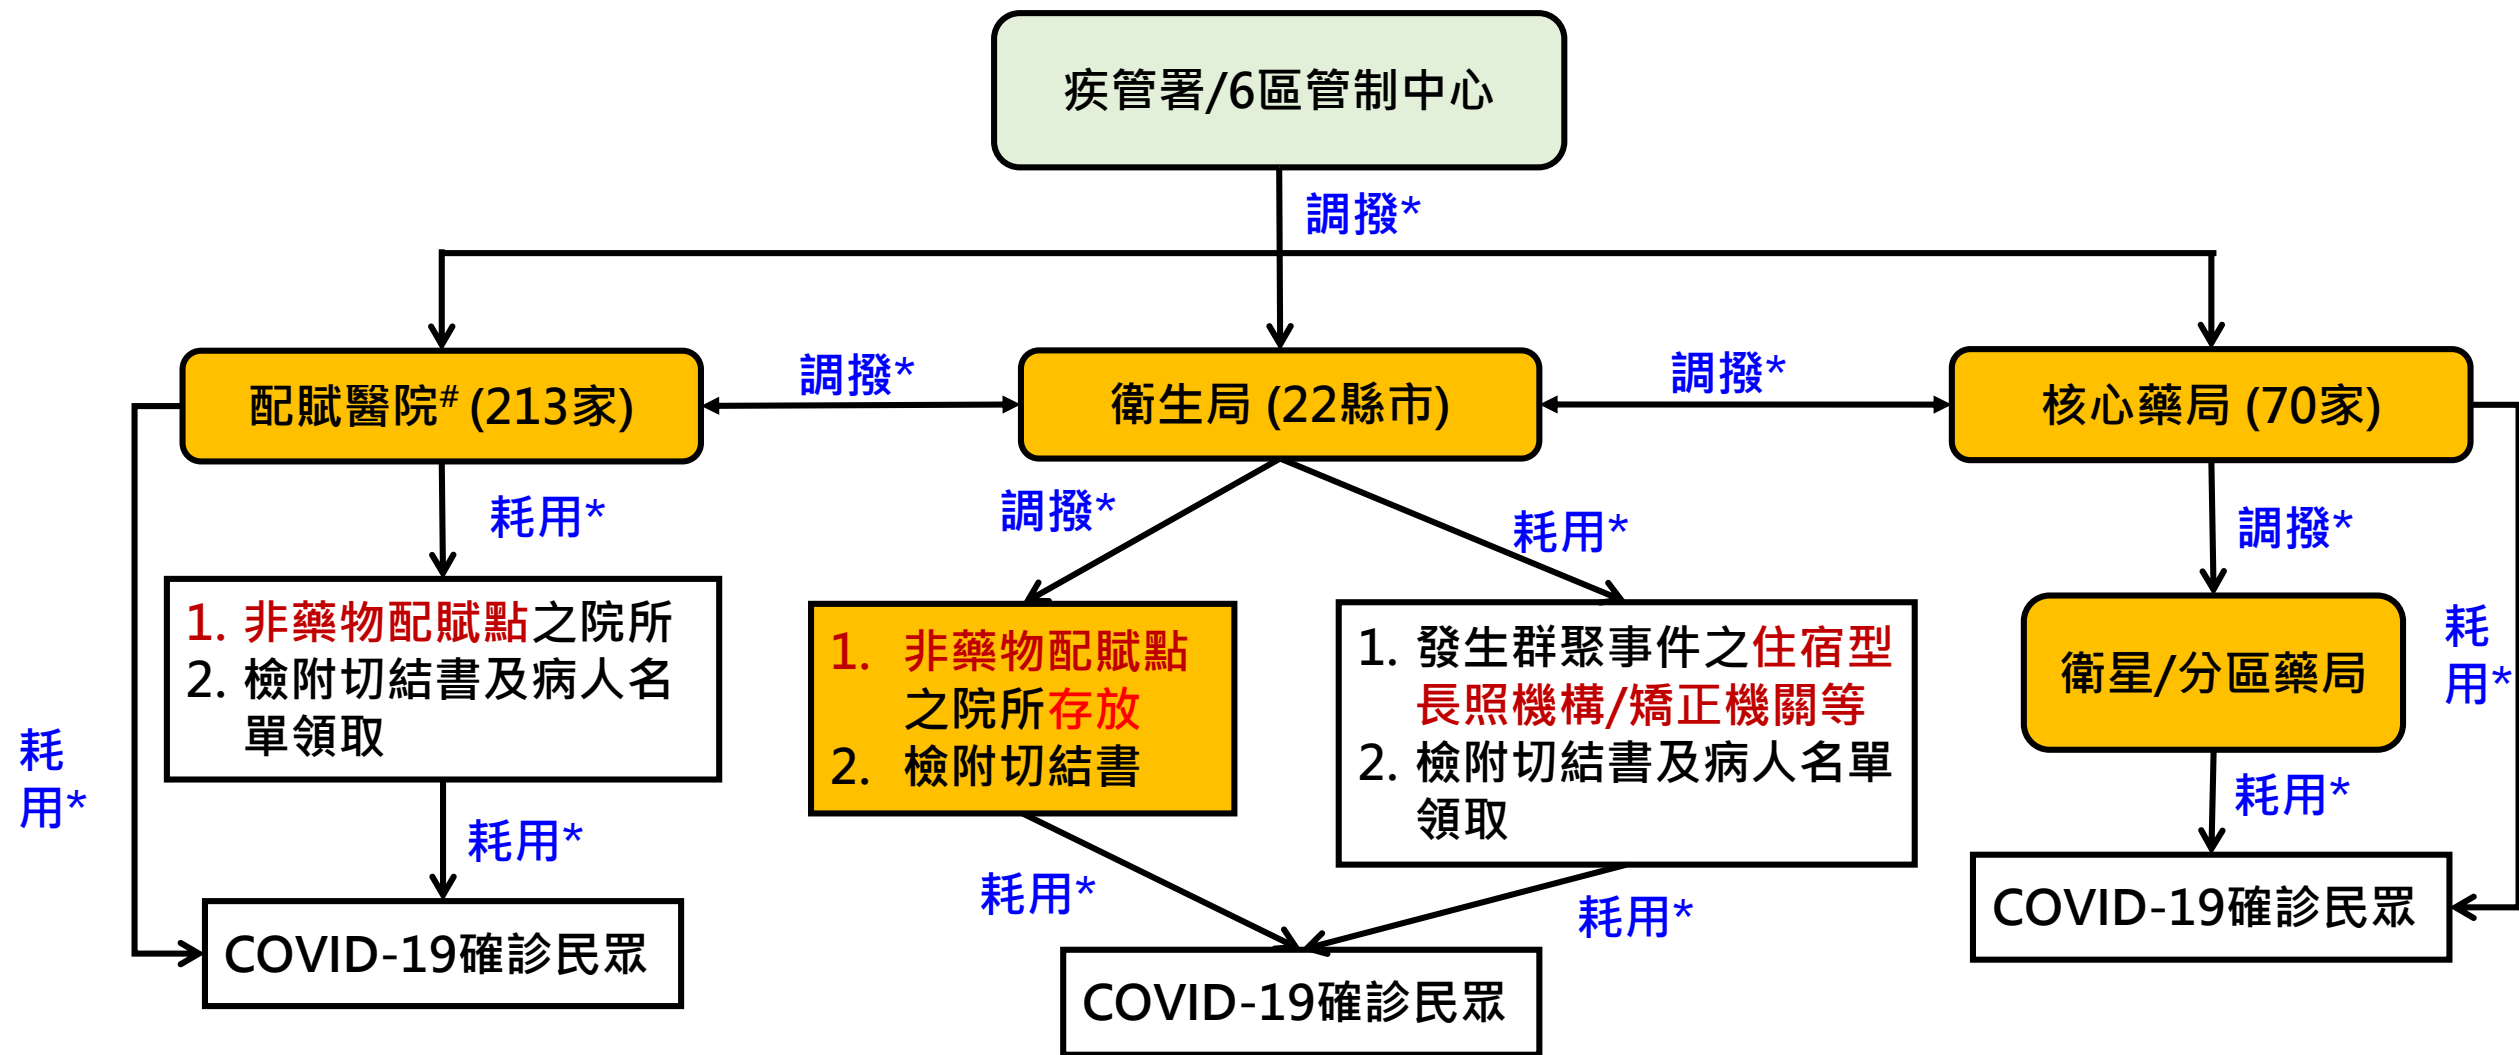 疾管署/6區管制中心
調撥*
配賦醫院# (213家)
調撥*
衛生局 (22縣市)
調撥*
核心藥局 (70家)
耗用*
調撥*
耗用*
調撥*
耗
用*
1. 非藥物配賦點之院所
2. 檢附切結書及病人名
單領取
1. 非藥物配賦點
之院所存放
2. 檢附切結書
1. 發生群聚事件之住宿型
長照機構/矯正機關等
2. 檢附切結書及病人名單
領取
衛星/分區藥局
耗
用*
耗用*
耗用*
耗用*
耗用*
COVID-19確診民眾
COVID-19確診民眾
COVID-19確診民眾